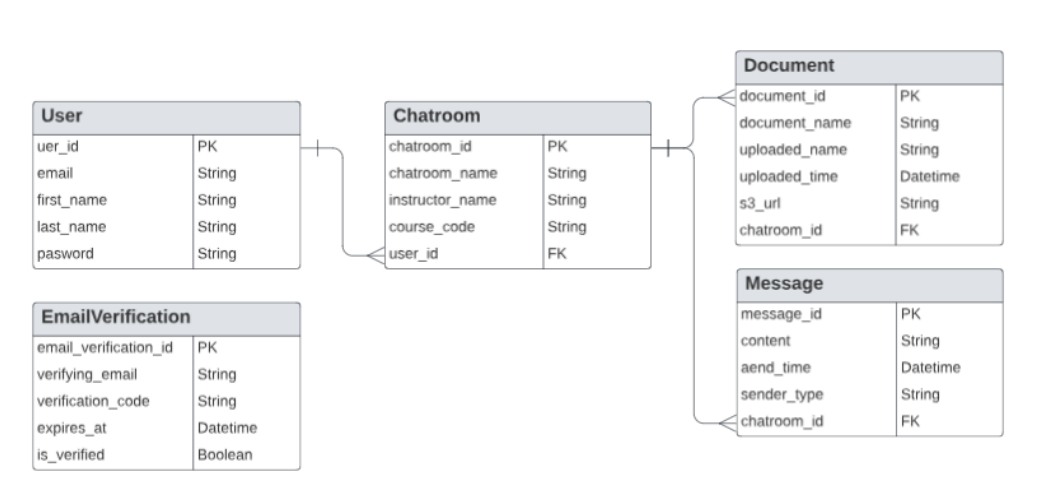 User
uer_id PK
email String
first_name String
last_name String
pasword String
EmailVerification
email_verification_id PK
verifying_email String
verification_code String
expires_at Datetime
is_verified Boolean
Chatroom
chatroom_id PK
chatroom_name String
instructor_name String
course_code String
user_id FK
Document
document_id PK
document_name String
uploaded_name String
uploaded_time Datetime
s3_url String
chatroom_id FK
Message
message_id PK
content String
aend_time Datetime
sender_type String
chatroom_id FK